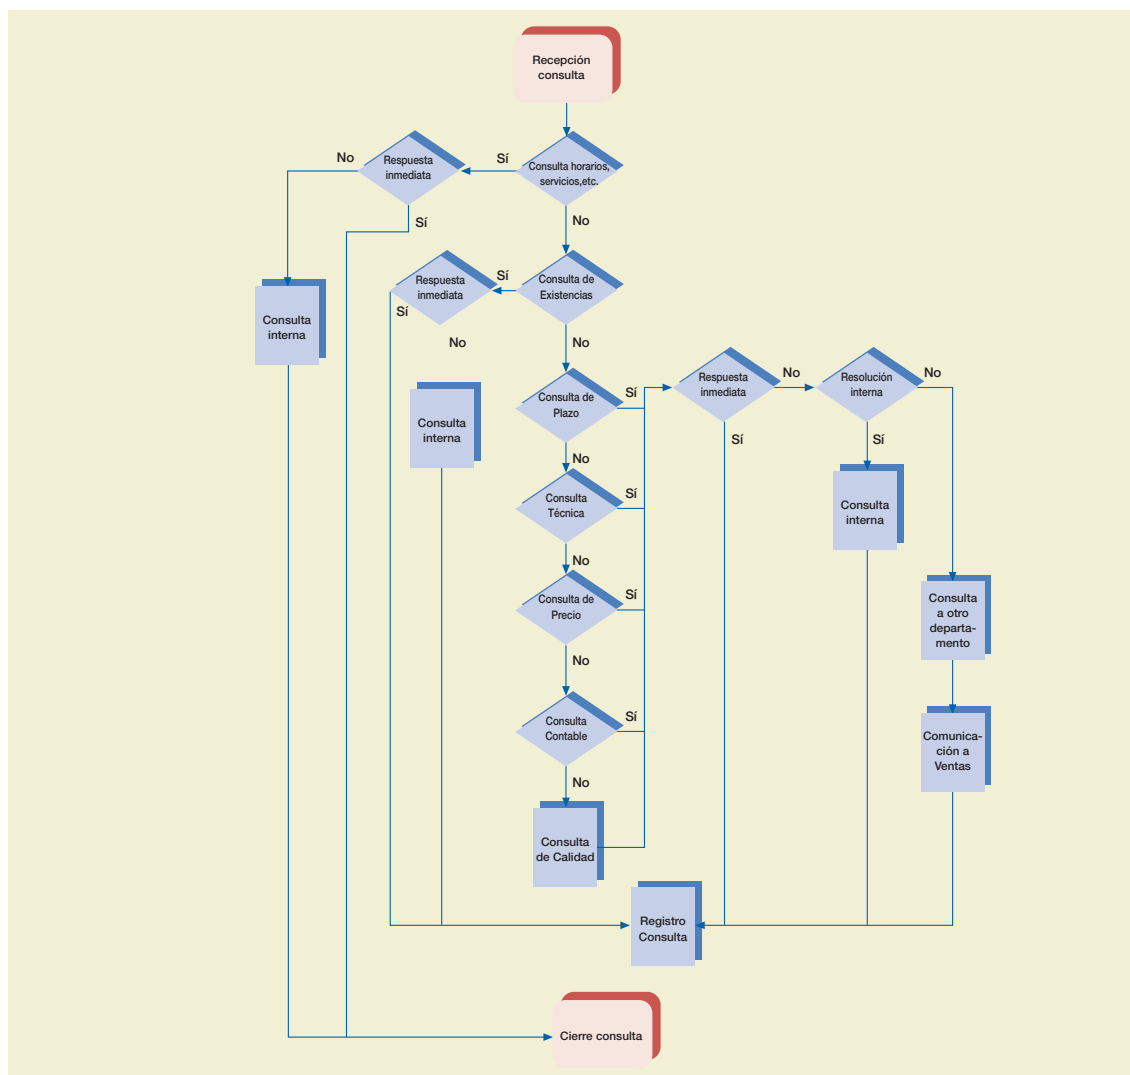 Recepción
consulta
No
Respuesta
inmediata
Sí
Consulta horarios,
servicios,etc.
Sí
No
Respuesta
inmediata
Sí
Consulta de
Existencias
Sí
No
No
Consulta
interna
Consulta
interna
Consulta de
Plazo
Sí
Respuesta
inmediata
No
Resolución
interna
No
Sí
Sí
No
Consulta
Técnica
Sí
Consulta
interna
No
Consulta de
Precio
Sí
Consulta
a otro
departa-
mento
No
Consulta
Contable
Sí
Comunica-
ción a
Ventas
No
Consulta
de Calidad
Registro
Consulta
Cierre consulta